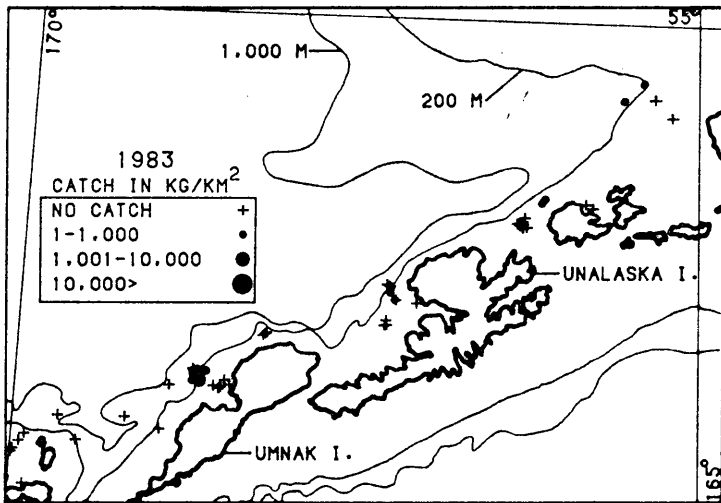 170°
55°
1.000 M
200 M
1983
CATCH IN KG/KM²
NO CATCH +
1-1.000
1.001-10.000
10.000>
UNALASKA I.
UMNAK I.
165°